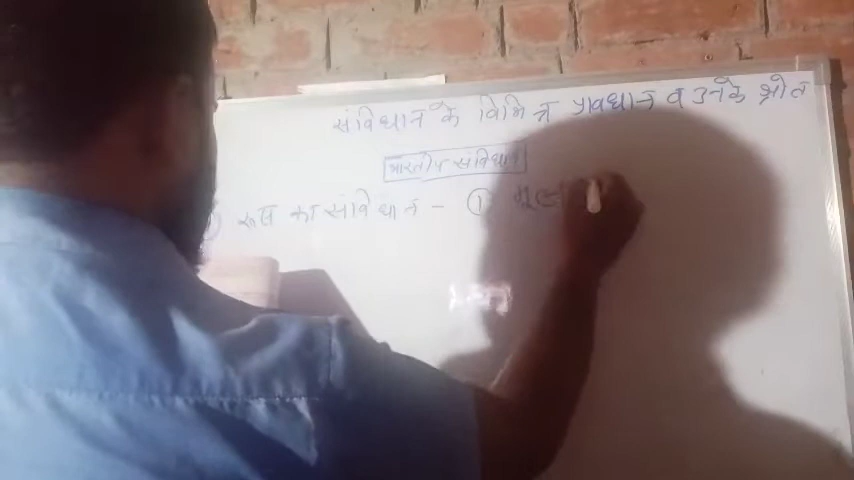 संविधान के विभिन्न प्रावधान व उनके श्रोत
भारतीय संविधान
रूस का संविधान - ① मूल